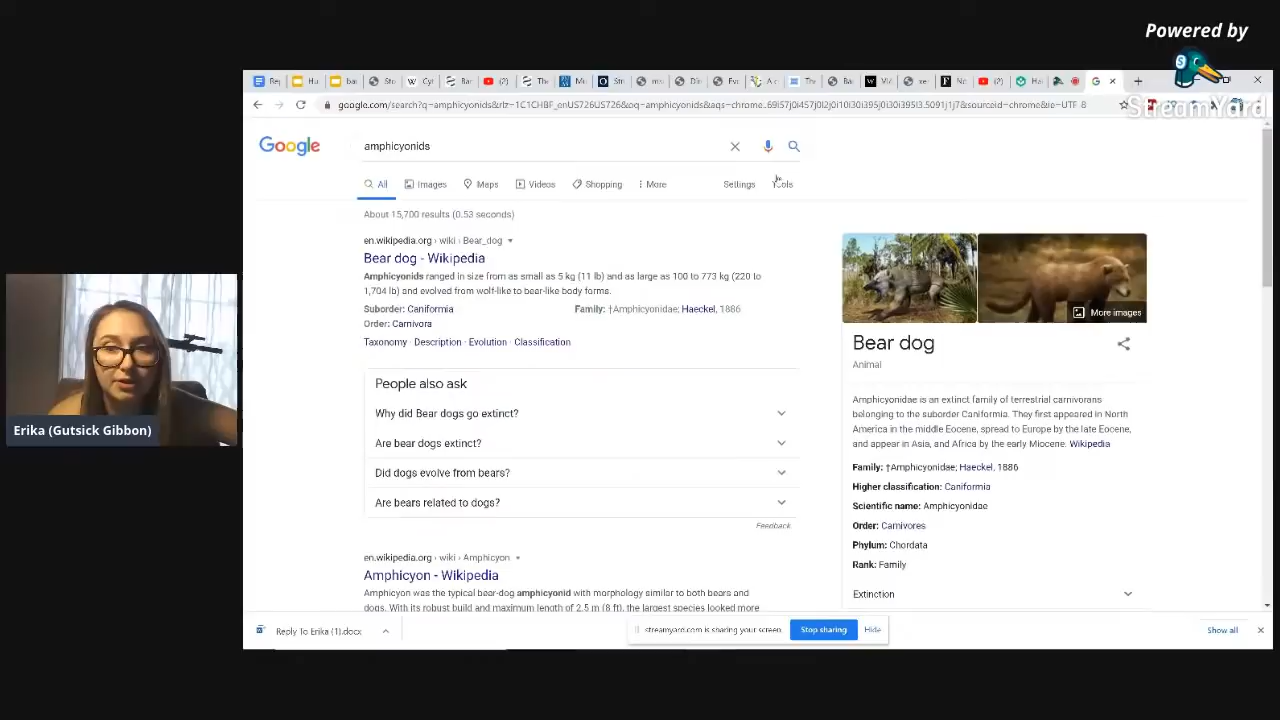 Powered by
StreamYard
google.com/search?q=amphicyonids&rlz=1C1CHBF_enUS726US726&oq=amphicyonids&aqs=chrome.
Google
amphicyonids
All
Images
Maps
Videos
Shopping
More
Settings
Tools
About 15,700 results (0.53 seconds)
en.wikipedia.org › wiki › Bear_dog
Bear dog - Wikipedia
Amphicyonids ranged in size from as small as 5 kg (11 lb) and as large as 100 to 773 kg (220 to
1,704 lb) and evolved from wolf-like to bear-like body forms.
Suborder: Caniformia
Family: †Amphicyonidae; Haeckel, 1886
Order: Carnivora
Taxonomy · Description · Evolution · Classification
People also ask
Why did Bear dogs go extinct?
Are bear dogs extinct?
Did dogs evolve from bears?
Are bears related to dogs?
Feedback
en.wikipedia.org › wiki › Amphicyon
Amphicyon - Wikipedia
Amphicyon was the typical bear-dog amphicyonid with morphology similar to both bears and
dogs. With its robust build and maximum length of 2.5 m (8 ft), the largest species looked more
More images
Bear dog
Animal
Amphicyonidae is an extinct family of terrestrial carnivorans
belonging to the suborder Caniformia. They first appeared in North
America in the middle Eocene, spread to Europe by the late Eocene,
and appear in Asia, and Africa by the early Miocene. Wikipedia
Family: †Amphicyonidae; Haeckel, 1886
Higher classification: Caniformia
Scientific name: Amphicyonidae
Order: Carnivores
Phylum: Chordata
Rank: Family
Extinction
Erika (Gutsick Gibbon)
Reply To Erika (1).docx
streamyard.com is sharing your screen.
Stop sharing
Hide
Show all